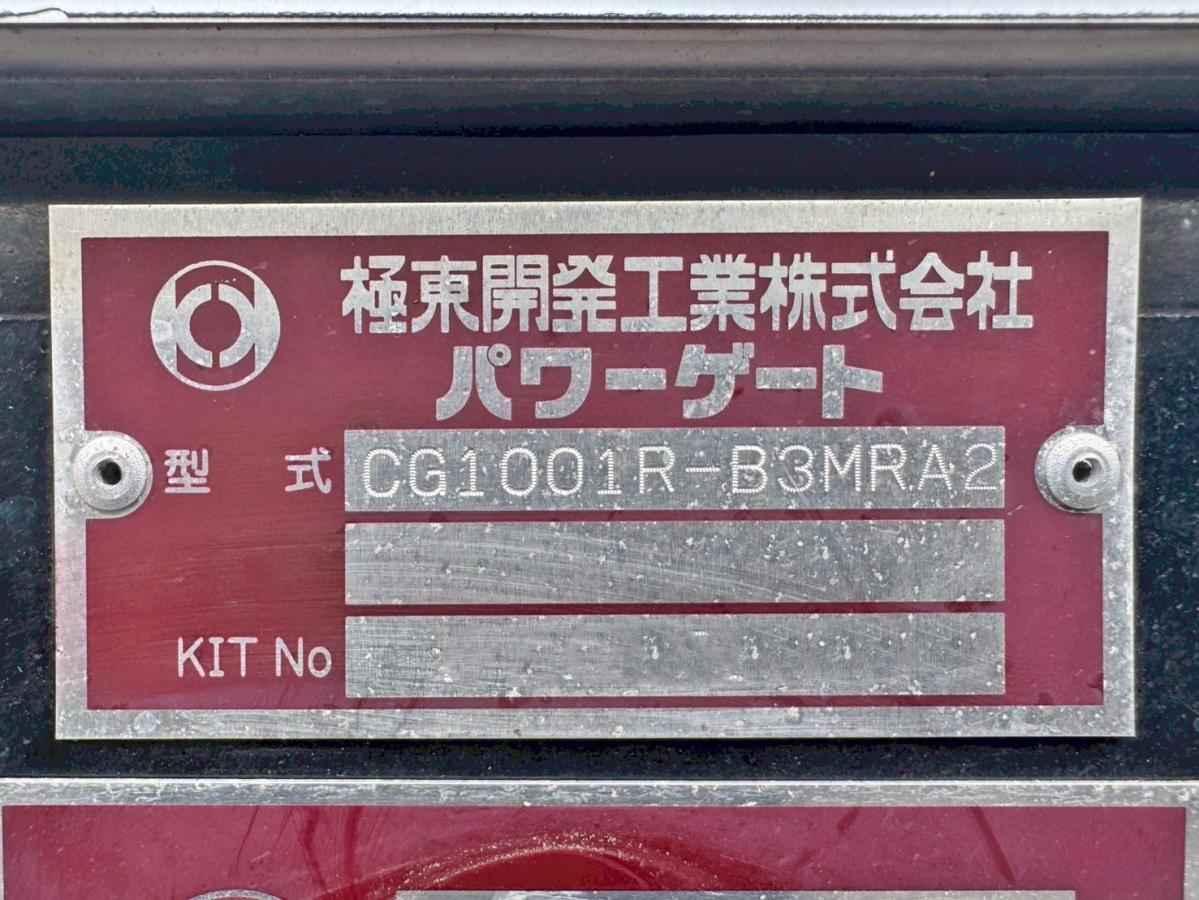 極東開発工業株式会社
パワーゲート
型 式 CG1001R-B3MRA2
KIT No